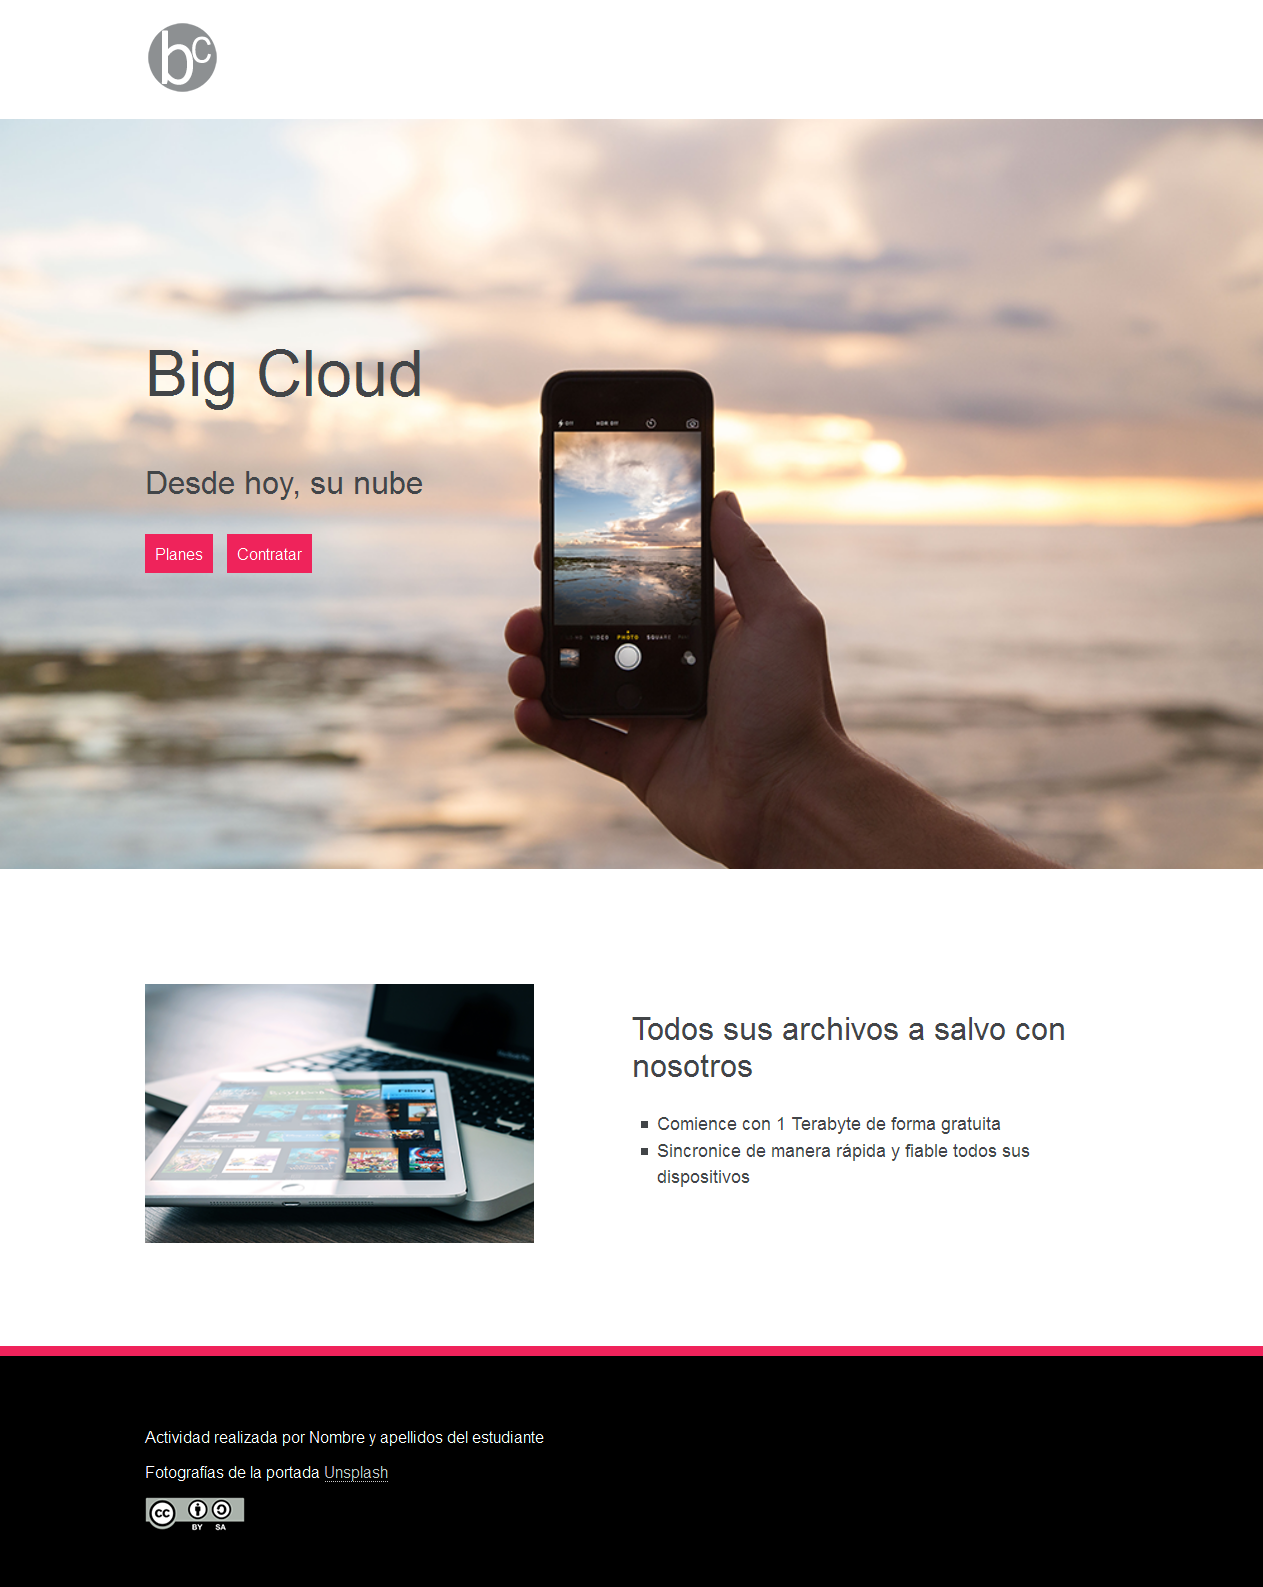 bc
Big Cloud
HDR Off
Desde hoy, su nube
Planes Contratar
VIDEO PHOTO SQUARE
Todos sus archivos a salvo con
nosotros
Comience con 1 Terabyte de forma gratuita
Sincronice de manera rápida y fiable todos sus
dispositivos
Actividad realizada por Nombre y apellidos del estudiante
Fotografías de la portada Unsplash
cc
BY SA